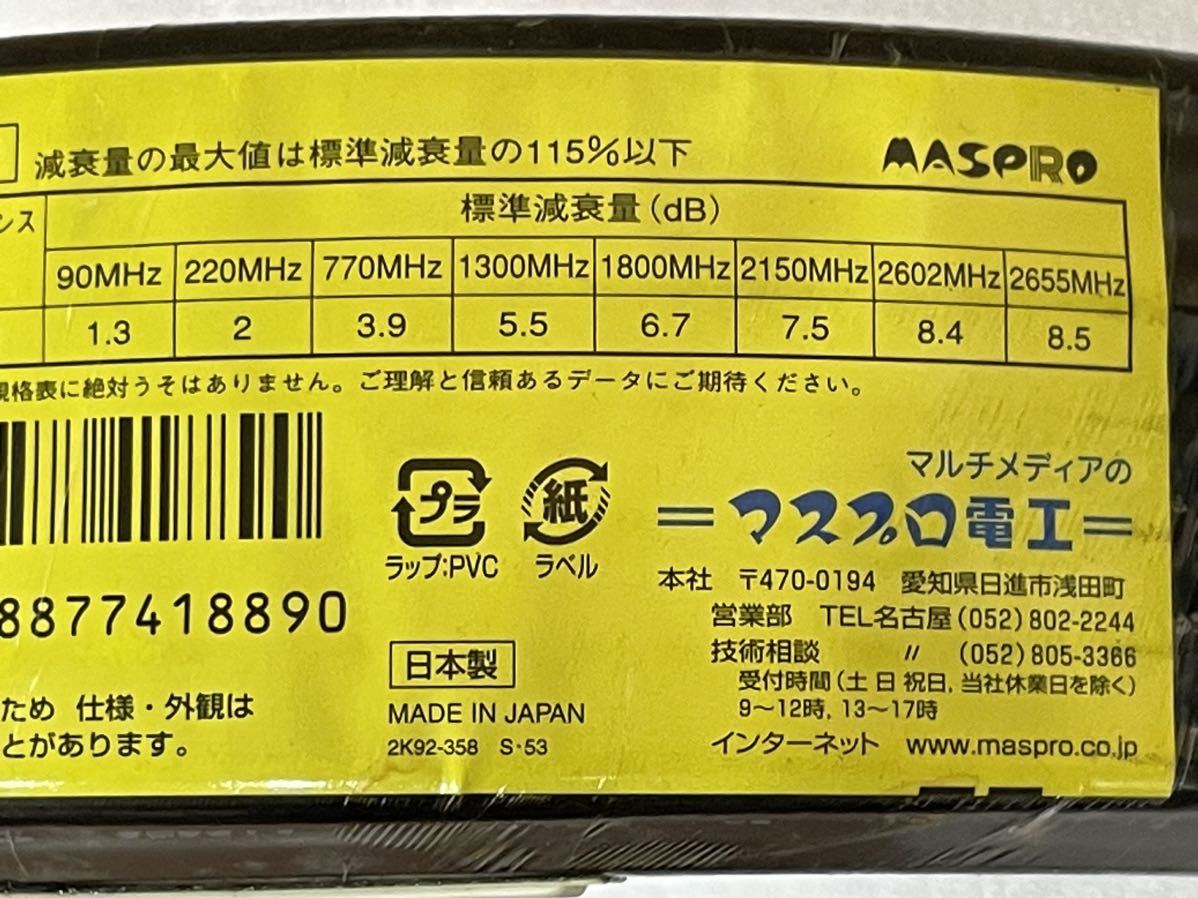 減衰量の最大値は標準減衰量の115%以下
MASPRO
ンス
標準減衰量(dB)
90MHz 220MHz 770MHz 1300MHz 1800MHz 2150MHz 2602MHz 2655MHz
1.3 2 3.9 5.5 6.7 7.5 8.4 8.5
規格表に絶対うそはありません。ご理解と信頼あるデータにご期待ください。
8877418890
プラ
ラップ:PVC
紙
ラベル
日本製
MADE IN JAPAN
2K92-358 S・53
ため 仕様・外観は
とがあります。
マルチメディアの
=マスプロ電工=
本社 〒470-0194 愛知県日進市浅田町
営業部 TEL名古屋(052)802-2244
技術相談 〃 (052)805-3366
受付時間(土 日 祝日, 当社休業日を除く)
9〜12時, 13〜17時
インターネット www.maspro.co.jp